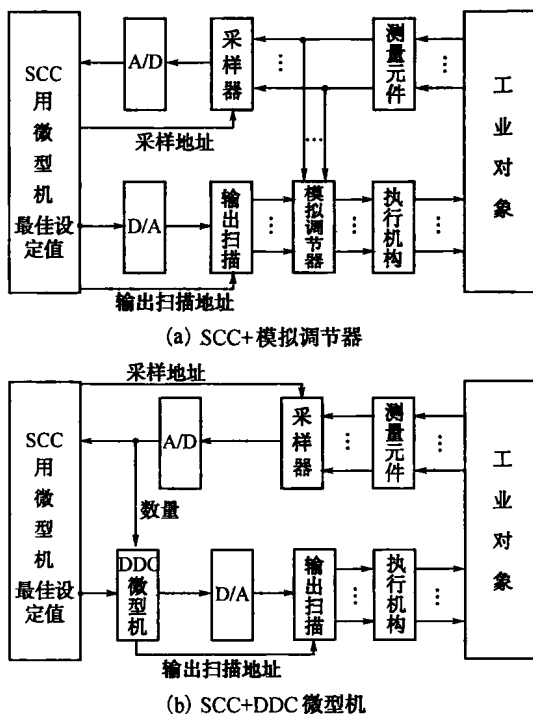 SCC
用
微
型
机
最佳设
定值
A/D
采
样
器
测
量
元
件
工
业
对
象
采样地址
D/A
输
出
扫
描
模
拟
调
节
器
执
行
机
构
输出扫描地址
(a) SCC+模拟调节器
采样地址
SCC
用
微
型
机
最佳设
定值
A/D
采
样
器
测
量
元
件
工
业
对
象
数量
DDC
微
型
机
D/A
输
出
扫
描
执
行
机
构
输出扫描地址
(b) SCC+DDC 微型机